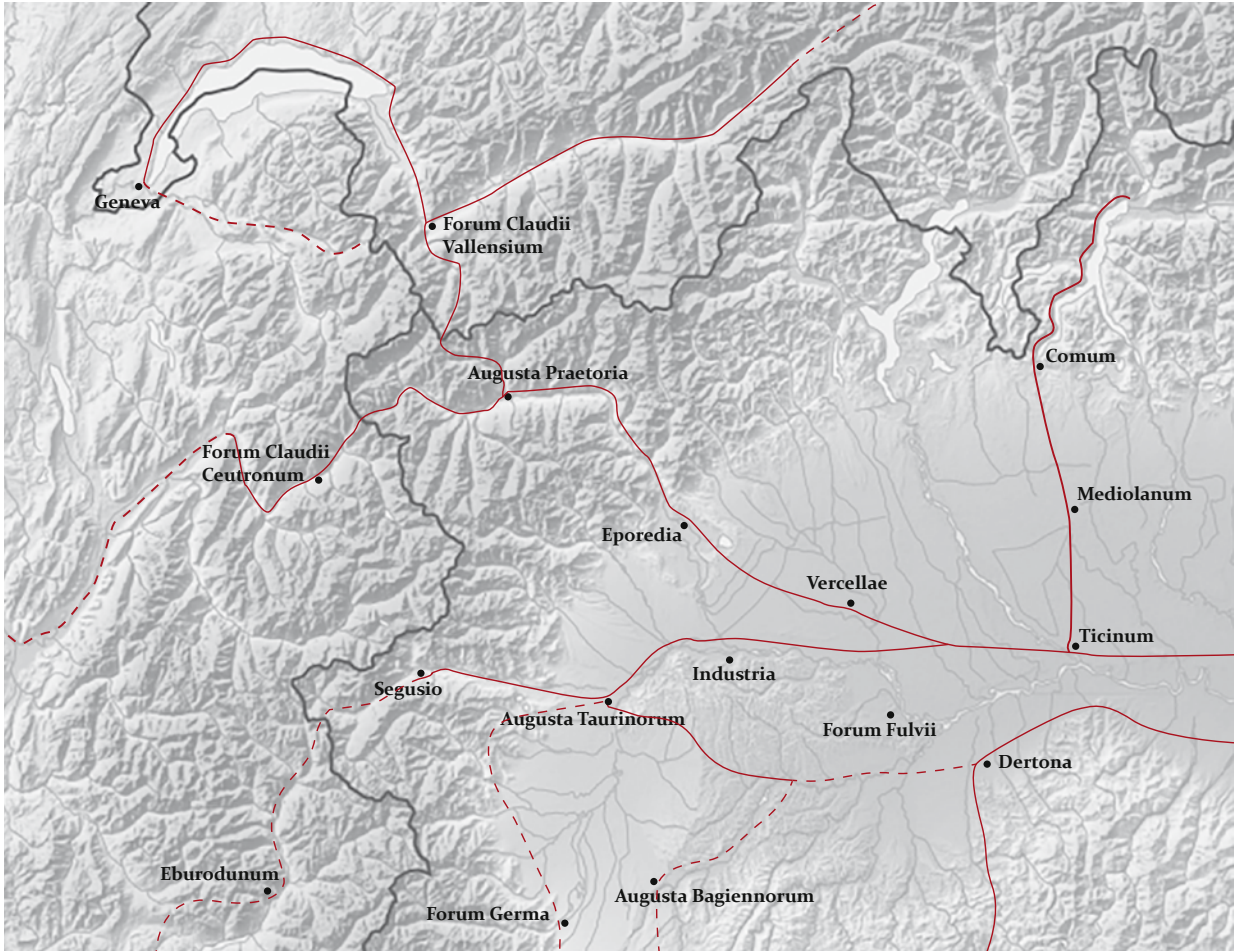 Geneva
Forum Claudii
Vallensium
Comum
Augusta Praetoria
Forum Claudii
Ceutronum
Mediolanum
Eporedia
Vercellae
Ticinum
Industria
Segusio
Augusta Taurinorum
Forum Fulvii
Dertona
Eburodunum
Augusta Bagiennorum
Forum Germa